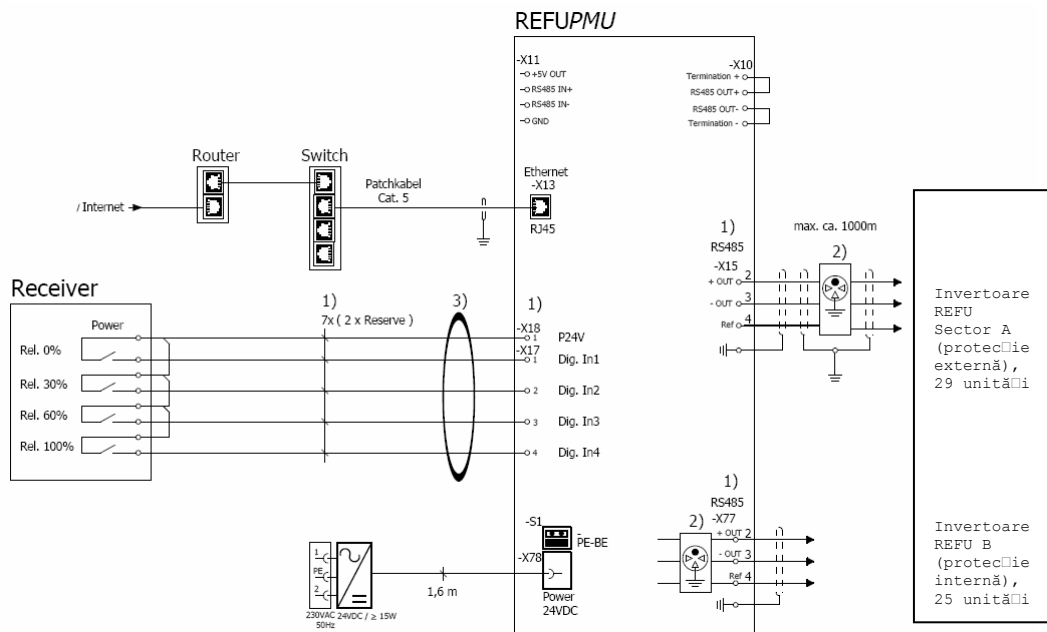 REFUPMU
-X11
+5V OUT
RS485 IN+
RS485 IN-
GND
-X10
Termination +
RS485 OUT+
RS485 OUT-
Termination -
Router
Switch
/ Internet
Patchkabel
Cat. 5
Ethernet
-X13
RJ45
1)
RS485
-X15
+ OUT 2
- OUT 3
Ref 4
max. ca. 1000m
2)
Invertoare
REFU
Sector A
(protec□ie
externă),
29 unită□i
Receiver
Power
Rel. 0%
Rel. 30%
Rel. 60%
Rel. 100%
1)
7x ( 2 x Reserve )
3)
1)
-X18
1 P24V
-X17
1 Dig. In1
2 Dig. In2
3 Dig. In3
4 Dig. In4
1)
RS485
-X77
2)
+ OUT 2
- OUT 3
Ref 4
Invertoare
REFU B
(protec□ie
internă),
25 unită□i
-S1
PE-BE
-X78
Power
24VDC
1
PE
2
230VAC
50Hz
24VDC / ≥ 15W
1,6 m